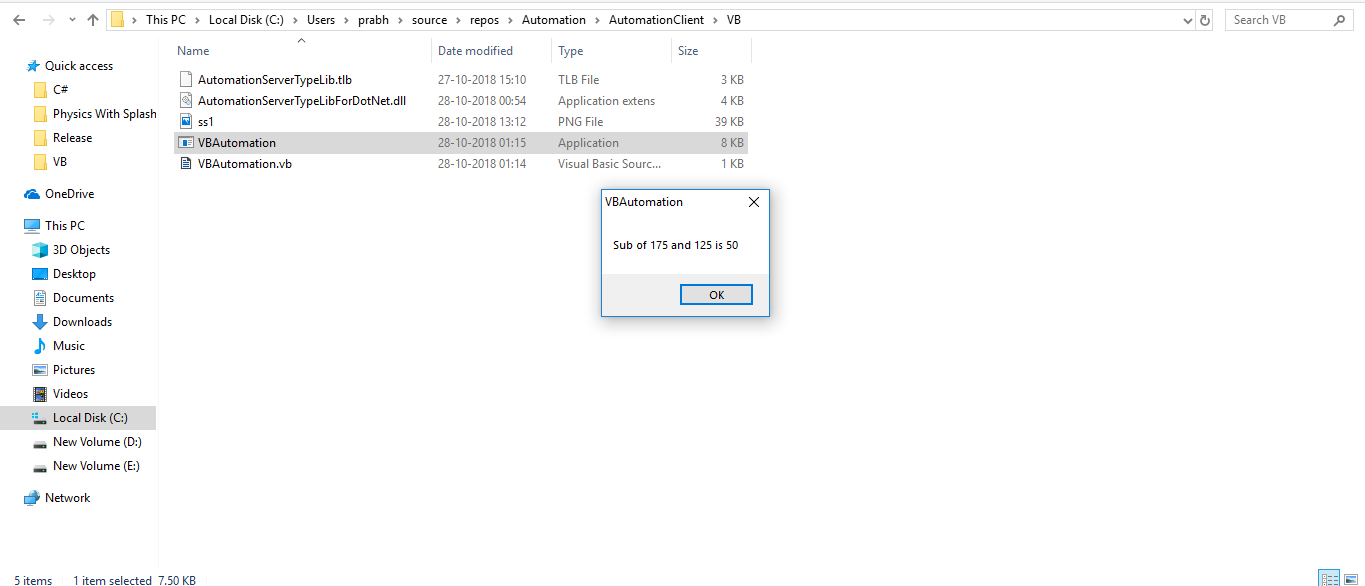 This PC > Local Disk (C:) > Users > prabh > source > repos > Automation > AutomationClient > VB
Search VB
Name Date modified Type Size
Quick access
C#
Physics With Splash
Release
VB
OneDrive
This PC
3D Objects
Desktop
Documents
Downloads
Music
Pictures
Videos
Local Disk (C:)
New Volume (D:)
New Volume (E:)
Network
AutomationServerTypeLib.tlb 27-10-2018 15:10 TLB File 3 KB
AutomationServerTypeLibForDotNet.dll 28-10-2018 00:54 Application extens 4 KB
ss1 28-10-2018 13:12 PNG File 39 KB
VBAutomation 28-10-2018 01:15 Application 8 KB
VBAutomation.vb 28-10-2018 01:14 Visual Basic Sourc... 1 KB
VBAutomation
Sub of 175 and 125 is 50
OK
5 items 1 item selected 7.50 KB